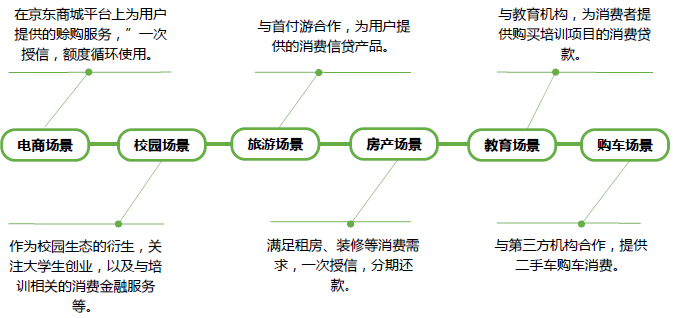 在京东商城平台上为用户
提供的赊购服务，”一次
授信，额度循环使用。
与首付游合作，为用户提
供的消费信贷产品。
与教育机构，为消费者提
供购买培训项目的消费贷
款。
电商场景
校园场景
旅游场景
房产场景
教育场景
购车场景
作为校园生态的衍生，关
注大学生创业，以及与培
训相关的消费金融服务
等。
满足租房、装修等消费需
求，一次授信，分期还
款。
与第三方机构合作，提供
二手车购车消费。